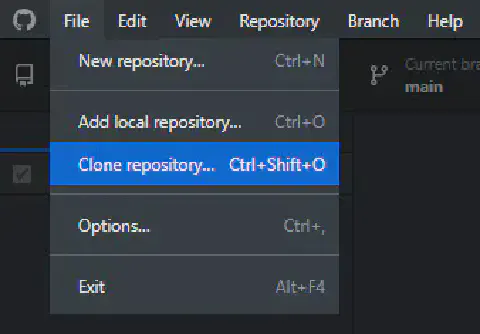 File Edit View Repository Branch Help
New repository... Ctrl+N
Current bra
main
Add local repository... Ctrl+O
Clone repository... Ctrl+Shift+O
Options... Ctrl+,
Exit Alt+F4